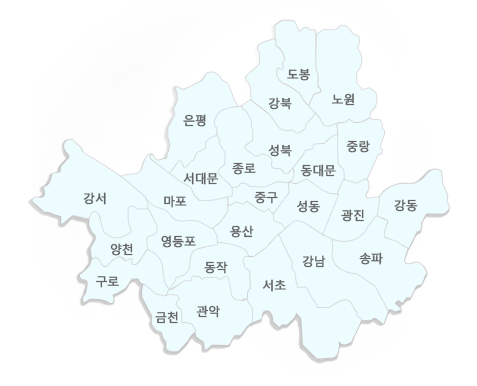 도봉
강북
노원
은평
성북
중랑
종로
동대문
서대문
강서
마포
중구
성동
광진
강동
양천
영등포
용산
동작
강남
송파
구로
서초
금천
관악